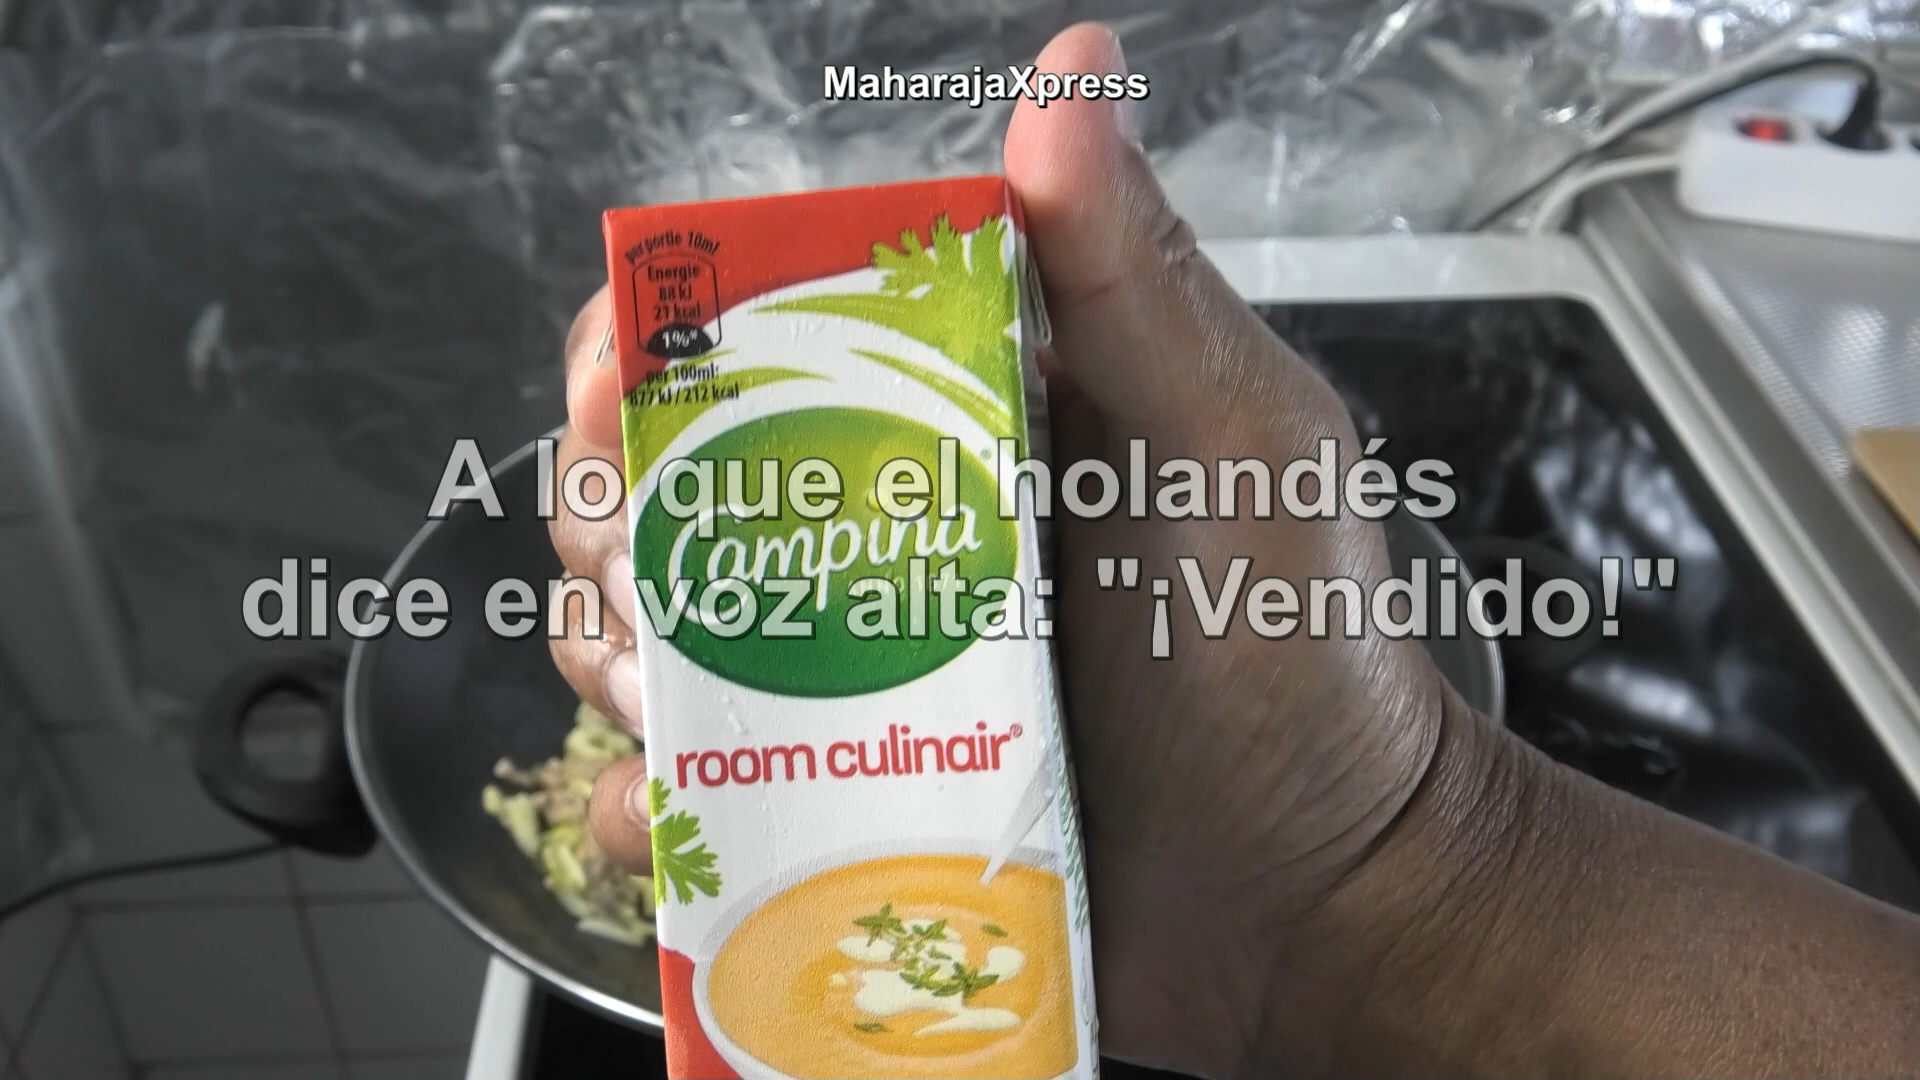 MaharajaXpress
per portie 10ml
Energie
88 kJ
21 kcal
1%*
per 100ml:
877 kJ / 212 kcal
A lo que el holandés
Campina
dice en voz alta: "¡Vendido!"
room culinair®